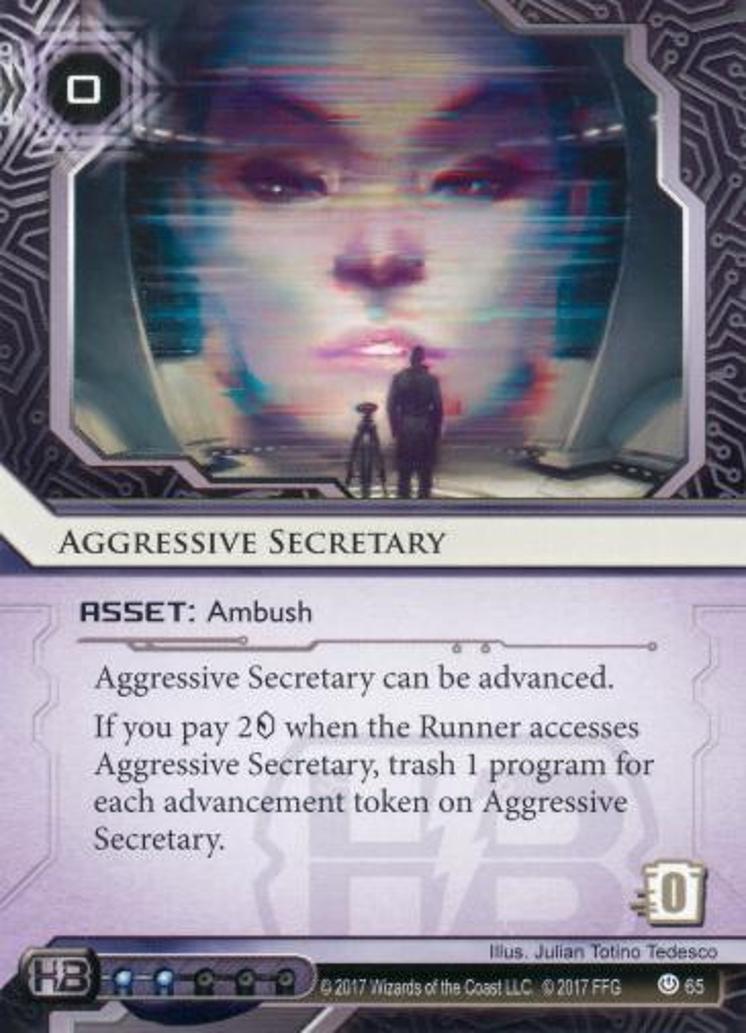 0
AGGRESSIVE SECRETARY
ASSET: Ambush
Aggressive Secretary can be advanced.
If you pay 2 when the Runner accesses
Aggressive Secretary, trash 1 program for
each advancement token on Aggressive
Secretary.
0
Illus. Julian Totino Tedesco
HB
© 2017 Wizards of the Coast LLC. © 2017 FFG
65